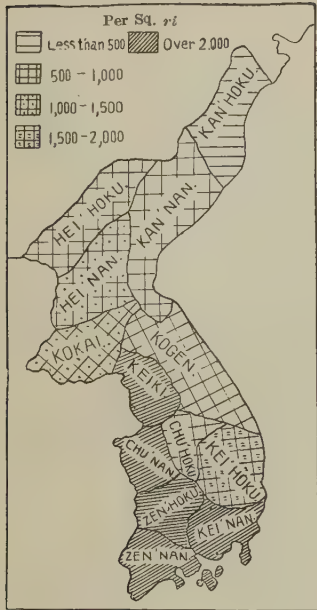 Per Sq. ri
Less than 500
Over 2.000
500 - 1,000
1,000 - 1,500
1,500 - 2,000
KAN' HOKU.
HEI' HOKU.
KAN' NAN.
HEI' NAN.
KOKAI.
KOGEN.
KEIKI
CHU' NAN
CHU' HOKU
KEI' HOKU
ZEN' HOKU
KEI' NAN.
ZEN' NAN.